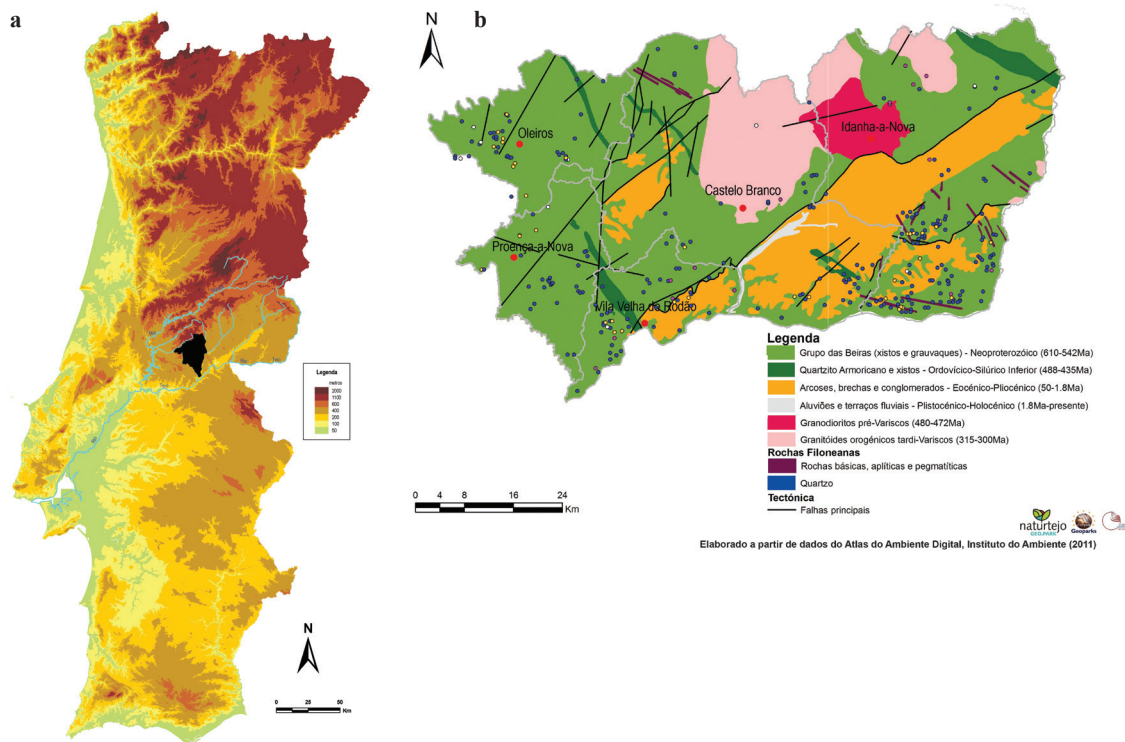 a
Legenda
metros
2000
1100
600
400
200
100
50
N
0 25 50
Km
b
N
Oleiros
Idanha-a-Nova
Castelo Branco
Proença-a-Nova
Vila Velha de Rodão
0 4 8 16 24
Km
Legenda
Grupo das Beiras (xistos e grauvaques) - Neoproterozóico (610-542Ma)
Quartzito Armoricano e xistos - Ordovícico-Silúrico Inferior (488-435Ma)
Arcoses, brechas e conglomerados - Eocénico-Pliocénico (50-1.8Ma)
Aluviões e terraços fluviais - Plistocénico-Holocénico (1.8Ma-presente)
Granodioritos pré-Variscos (480-472Ma)
Granitóides orogénicos tardi-Variscos (315-300Ma)
Rochas Filoneanas
Rochas básicas, aplíticas e pegmatíticas
Quartzo
Tectónica
Falhas principais
naturtejo
GEOPARK
Geoparks
Elaborado a partir de dados do Atlas do Ambiente Digital, Instituto do Ambiente (2011)